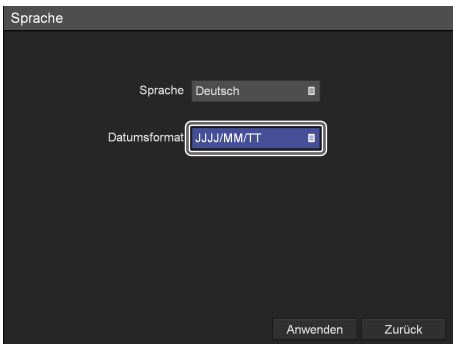 Sprache
Sprache Deutsch
Datumsformat JJJJ/MM/TT
Anwenden Zurück